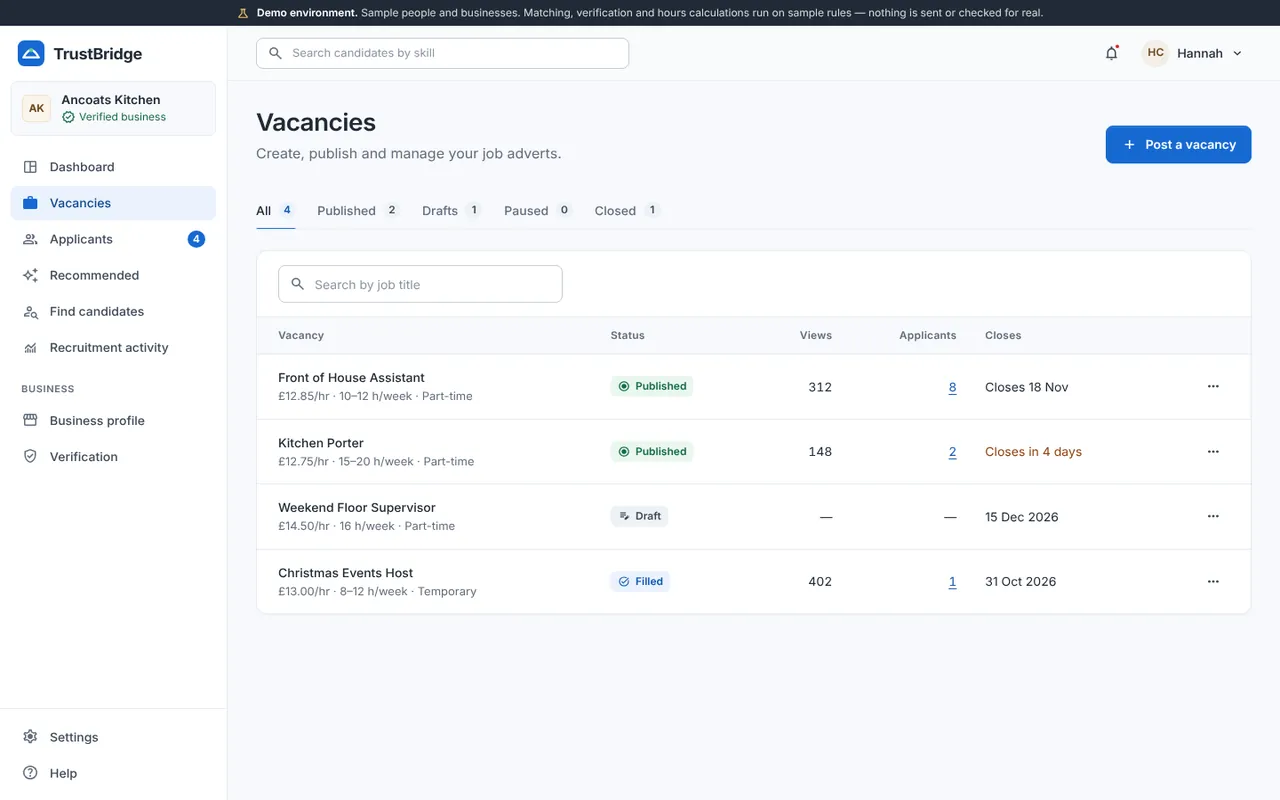 Demo environment. Sample people and businesses. Matching, verification and hours calculations run on sample rules — nothing is sent or checked for real.
TrustBridge
Search candidates by skill
HC Hannah
AK Ancoats Kitchen
Verified business
Dashboard
Vacancies
Applicants 4
Recommended
Find candidates
Recruitment activity
BUSINESS
Business profile
Verification
Settings
Help
Vacancies
Create, publish and manage your job adverts.
+ Post a vacancy
All 4 Published 2 Drafts 1 Paused 0 Closed 1
Search by job title
Vacancy Status Views Applicants Closes
Front of House Assistant
£12.85/hr · 10–12 h/week · Part-time
Published 312 8 Closes 18 Nov
Kitchen Porter
£12.75/hr · 15–20 h/week · Part-time
Published 148 2 Closes in 4 days
Weekend Floor Supervisor
£14.50/hr · 16 h/week · Part-time
Draft — — 15 Dec 2026
Christmas Events Host
£13.00/hr · 8–12 h/week · Temporary
Filled 402 1 31 Oct 2026